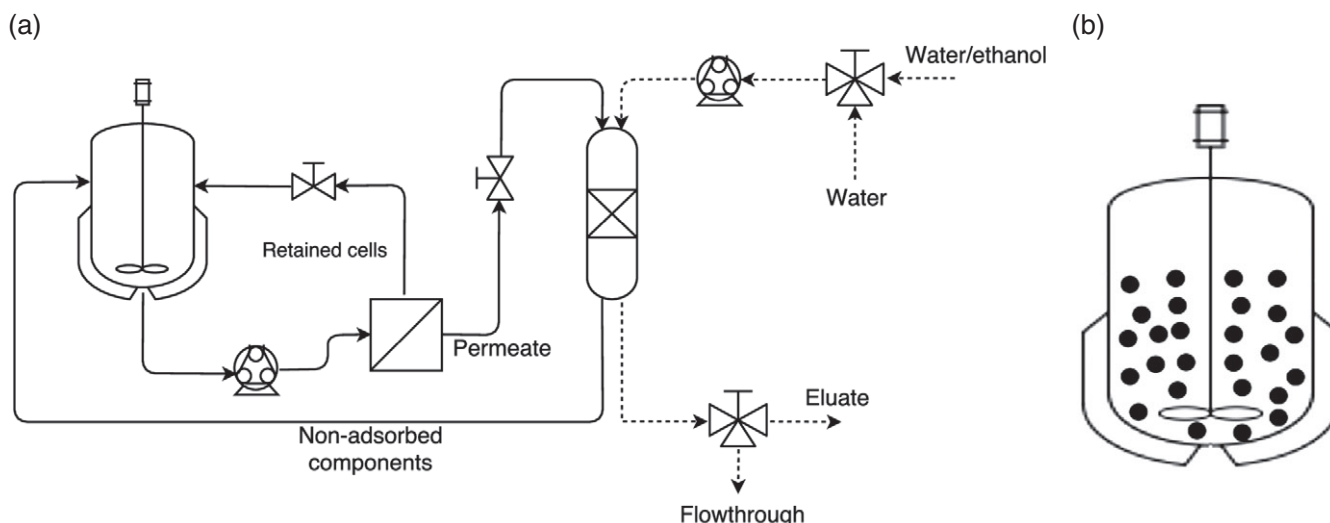 (a)
(b)
Water/ethanol
Water
Retained cells
Permeate
Non-adsorbed
components
Eluate
Flowthrough